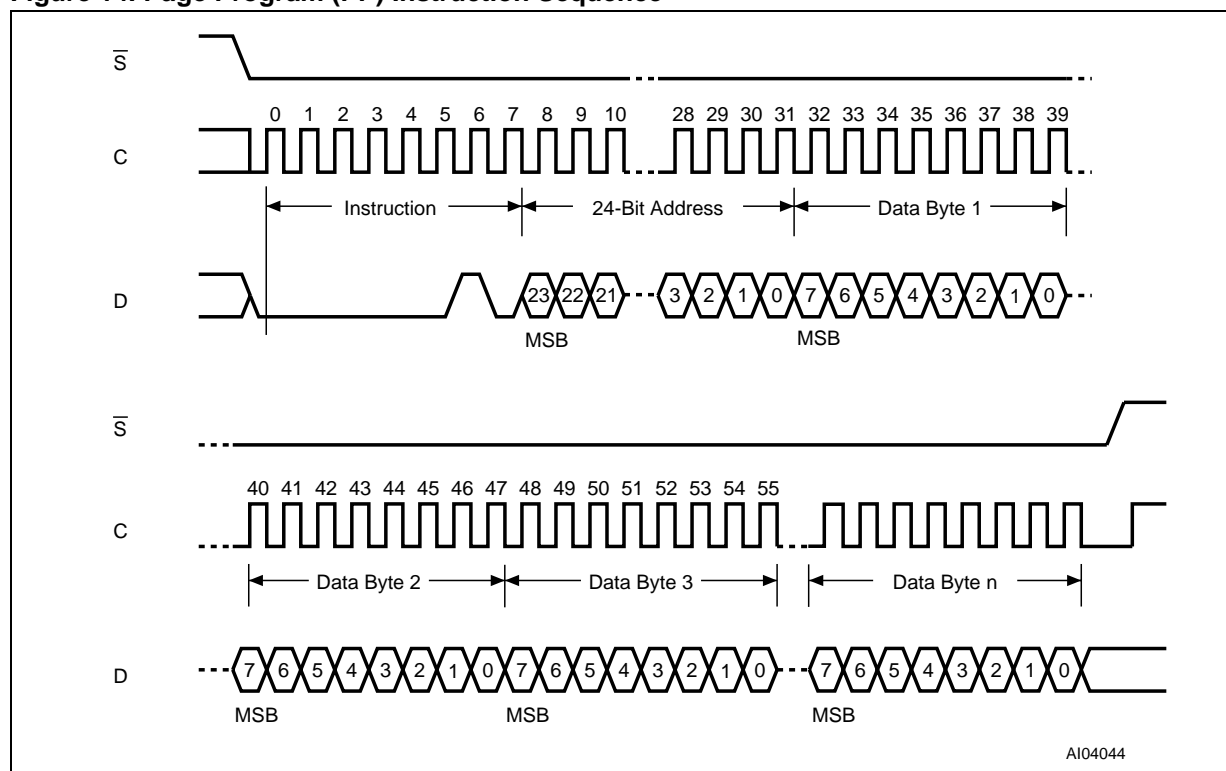 Page Program (PP) Instruction Sequence
S̅
0 1 2 3 4 5 6 7 8 9 10 28 29 30 31 32 33 34 35 36 37 38 39
C
Instruction 24-Bit Address Data Byte 1
D 23 22 21 3 2 1 0 7 6 5 4 3 2 1 0
MSB MSB
S̅
40 41 42 43 44 45 46 47 48 49 50 51 52 53 54 55
C
Data Byte 2 Data Byte 3 Data Byte n
D 7 6 5 4 3 2 1 0 7 6 5 4 3 2 1 0 7 6 5 4 3 2 1 0
MSB MSB MSB
AI04044